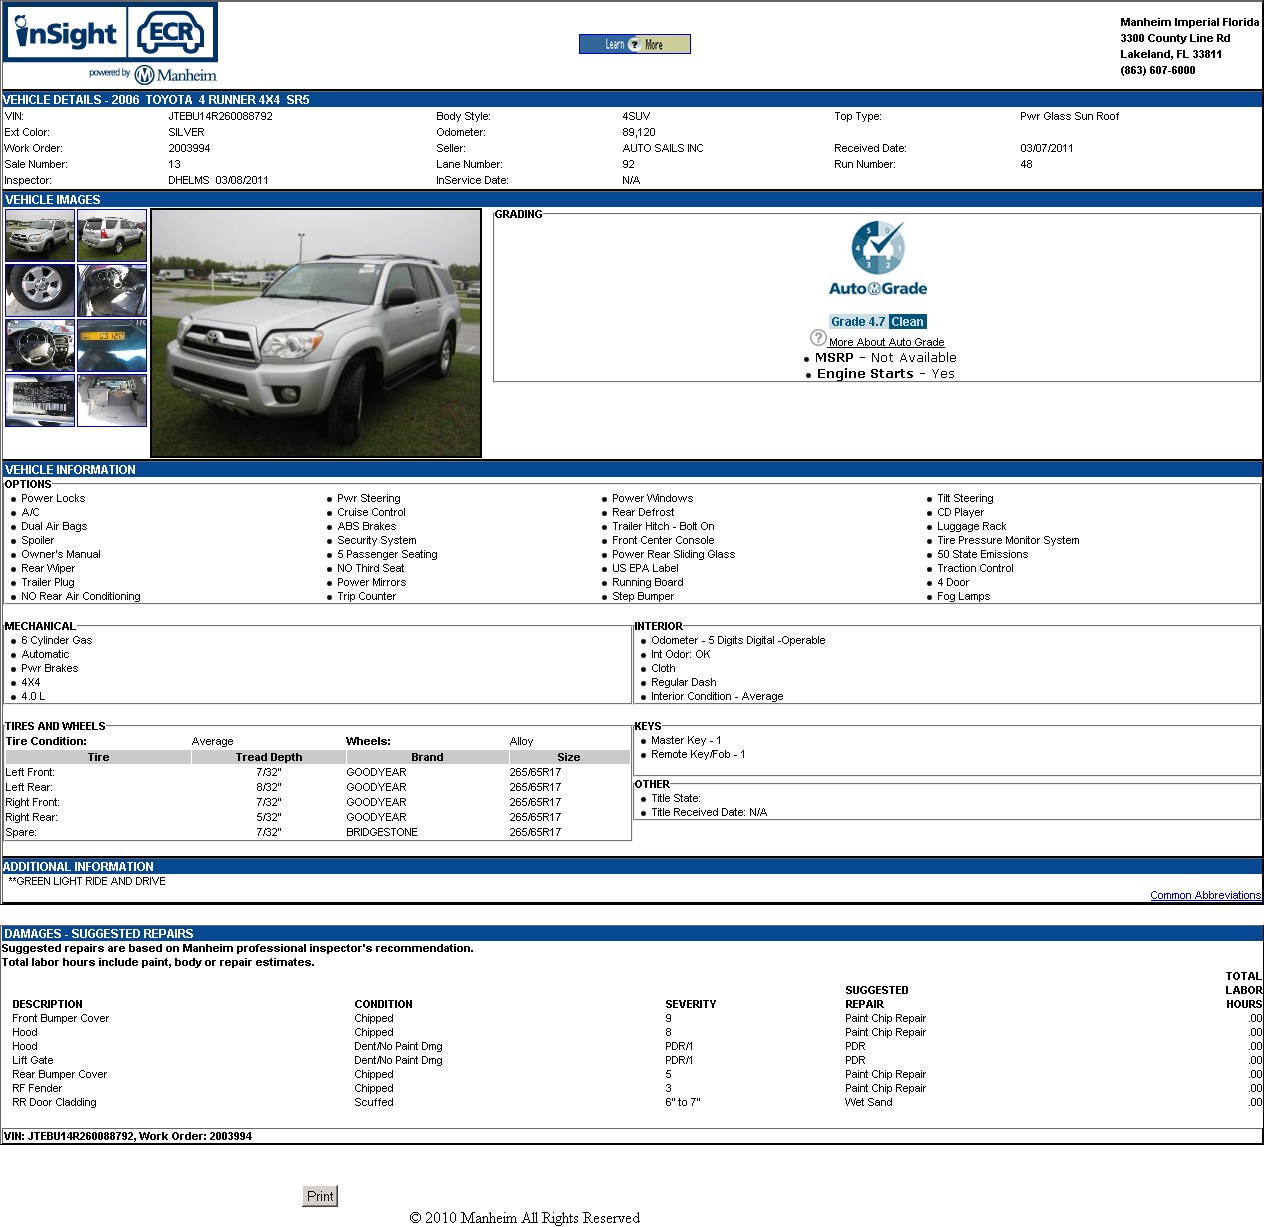 inSight ECR
powered by Manheim
Learn ? More
Manheim Imperial Florida
3300 County Line Rd
Lakeland, FL 33811
(863) 607-6000
VEHICLE DETAILS - 2006 TOYOTA 4 RUNNER 4X4 SR5
VIN: JTEBU14R260088792 Body Style: 4SUV Top Type: Pwr Glass Sun Roof
Ext Color: SILVER Odometer: 89,120
Work Order: 2003994 Seller: AUTO SAILS INC Received Date: 03/07/2011
Sale Number: 13 Lane Number: 92 Run Number: 48
Inspector: DHELMS 03/08/2011 InService Date: N/A
VEHICLE IMAGES
GRADING
5 0 4 1 3 2
AutoGrade
Grade 4.7 Clean
? More About Auto Grade
• MSRP - Not Available
• Engine Starts - Yes
VEHICLE INFORMATION
OPTIONS
• Power Locks • Pwr Steering • Power Windows • Tilt Steering
• A/C • Cruise Control • Rear Defrost • CD Player
• Dual Air Bags • ABS Brakes • Trailer Hitch - Bolt On • Luggage Rack
• Spoiler • Security System • Front Center Console • Tire Pressure Monitor System
• Owner's Manual • 5 Passenger Seating • Power Rear Sliding Glass • 50 State Emissions
• Rear Wiper • NO Third Seat • US EPA Label • Traction Control
• Trailer Plug • Power Mirrors • Running Board • 4 Door
• NO Rear Air Conditioning • Trip Counter • Step Bumper • Fog Lamps
MECHANICAL
• 6 Cylinder Gas
• Automatic
• Pwr Brakes
• 4X4
• 4.0 L
INTERIOR
• Odometer - 5 Digits Digital -Operable
• Int Odor: OK
• Cloth
• Regular Dash
• Interior Condition - Average
TIRES AND WHEELS
Tire Condition: Average Wheels: Alloy
Tire Tread Depth Brand Size
Left Front: 7/32" GOODYEAR 265/65R17
Left Rear: 8/32" GOODYEAR 265/65R17
Right Front: 7/32" GOODYEAR 265/65R17
Right Rear: 5/32" GOODYEAR 265/65R17
Spare: 7/32" BRIDGESTONE 265/65R17
KEYS
• Master Key - 1
• Remote Key/Fob - 1
OTHER
• Title State:
• Title Received Date: N/A
ADDITIONAL INFORMATION
**GREEN LIGHT RIDE AND DRIVE
Common Abbreviations
DAMAGES - SUGGESTED REPAIRS
Suggested repairs are based on Manheim professional inspector's recommendation.
Total labor hours include paint, body or repair estimates.
DESCRIPTION CONDITION SEVERITY SUGGESTED REPAIR TOTAL LABOR HOURS
Front Bumper Cover Chipped 9 Paint Chip Repair .00
Hood Chipped 8 Paint Chip Repair .00
Hood Dent/No Paint Dmg PDR/1 PDR .00
Lift Gate Dent/No Paint Dmg PDR/1 PDR .00
Rear Bumper Cover Chipped 5 Paint Chip Repair .00
RF Fender Chipped 3 Paint Chip Repair .00
RR Door Cladding Scuffed 6" to 7" Wet Sand .00
VIN: JTEBU14R260088792, Work Order: 2003994
Print
© 2010 Manheim All Rights Reserved